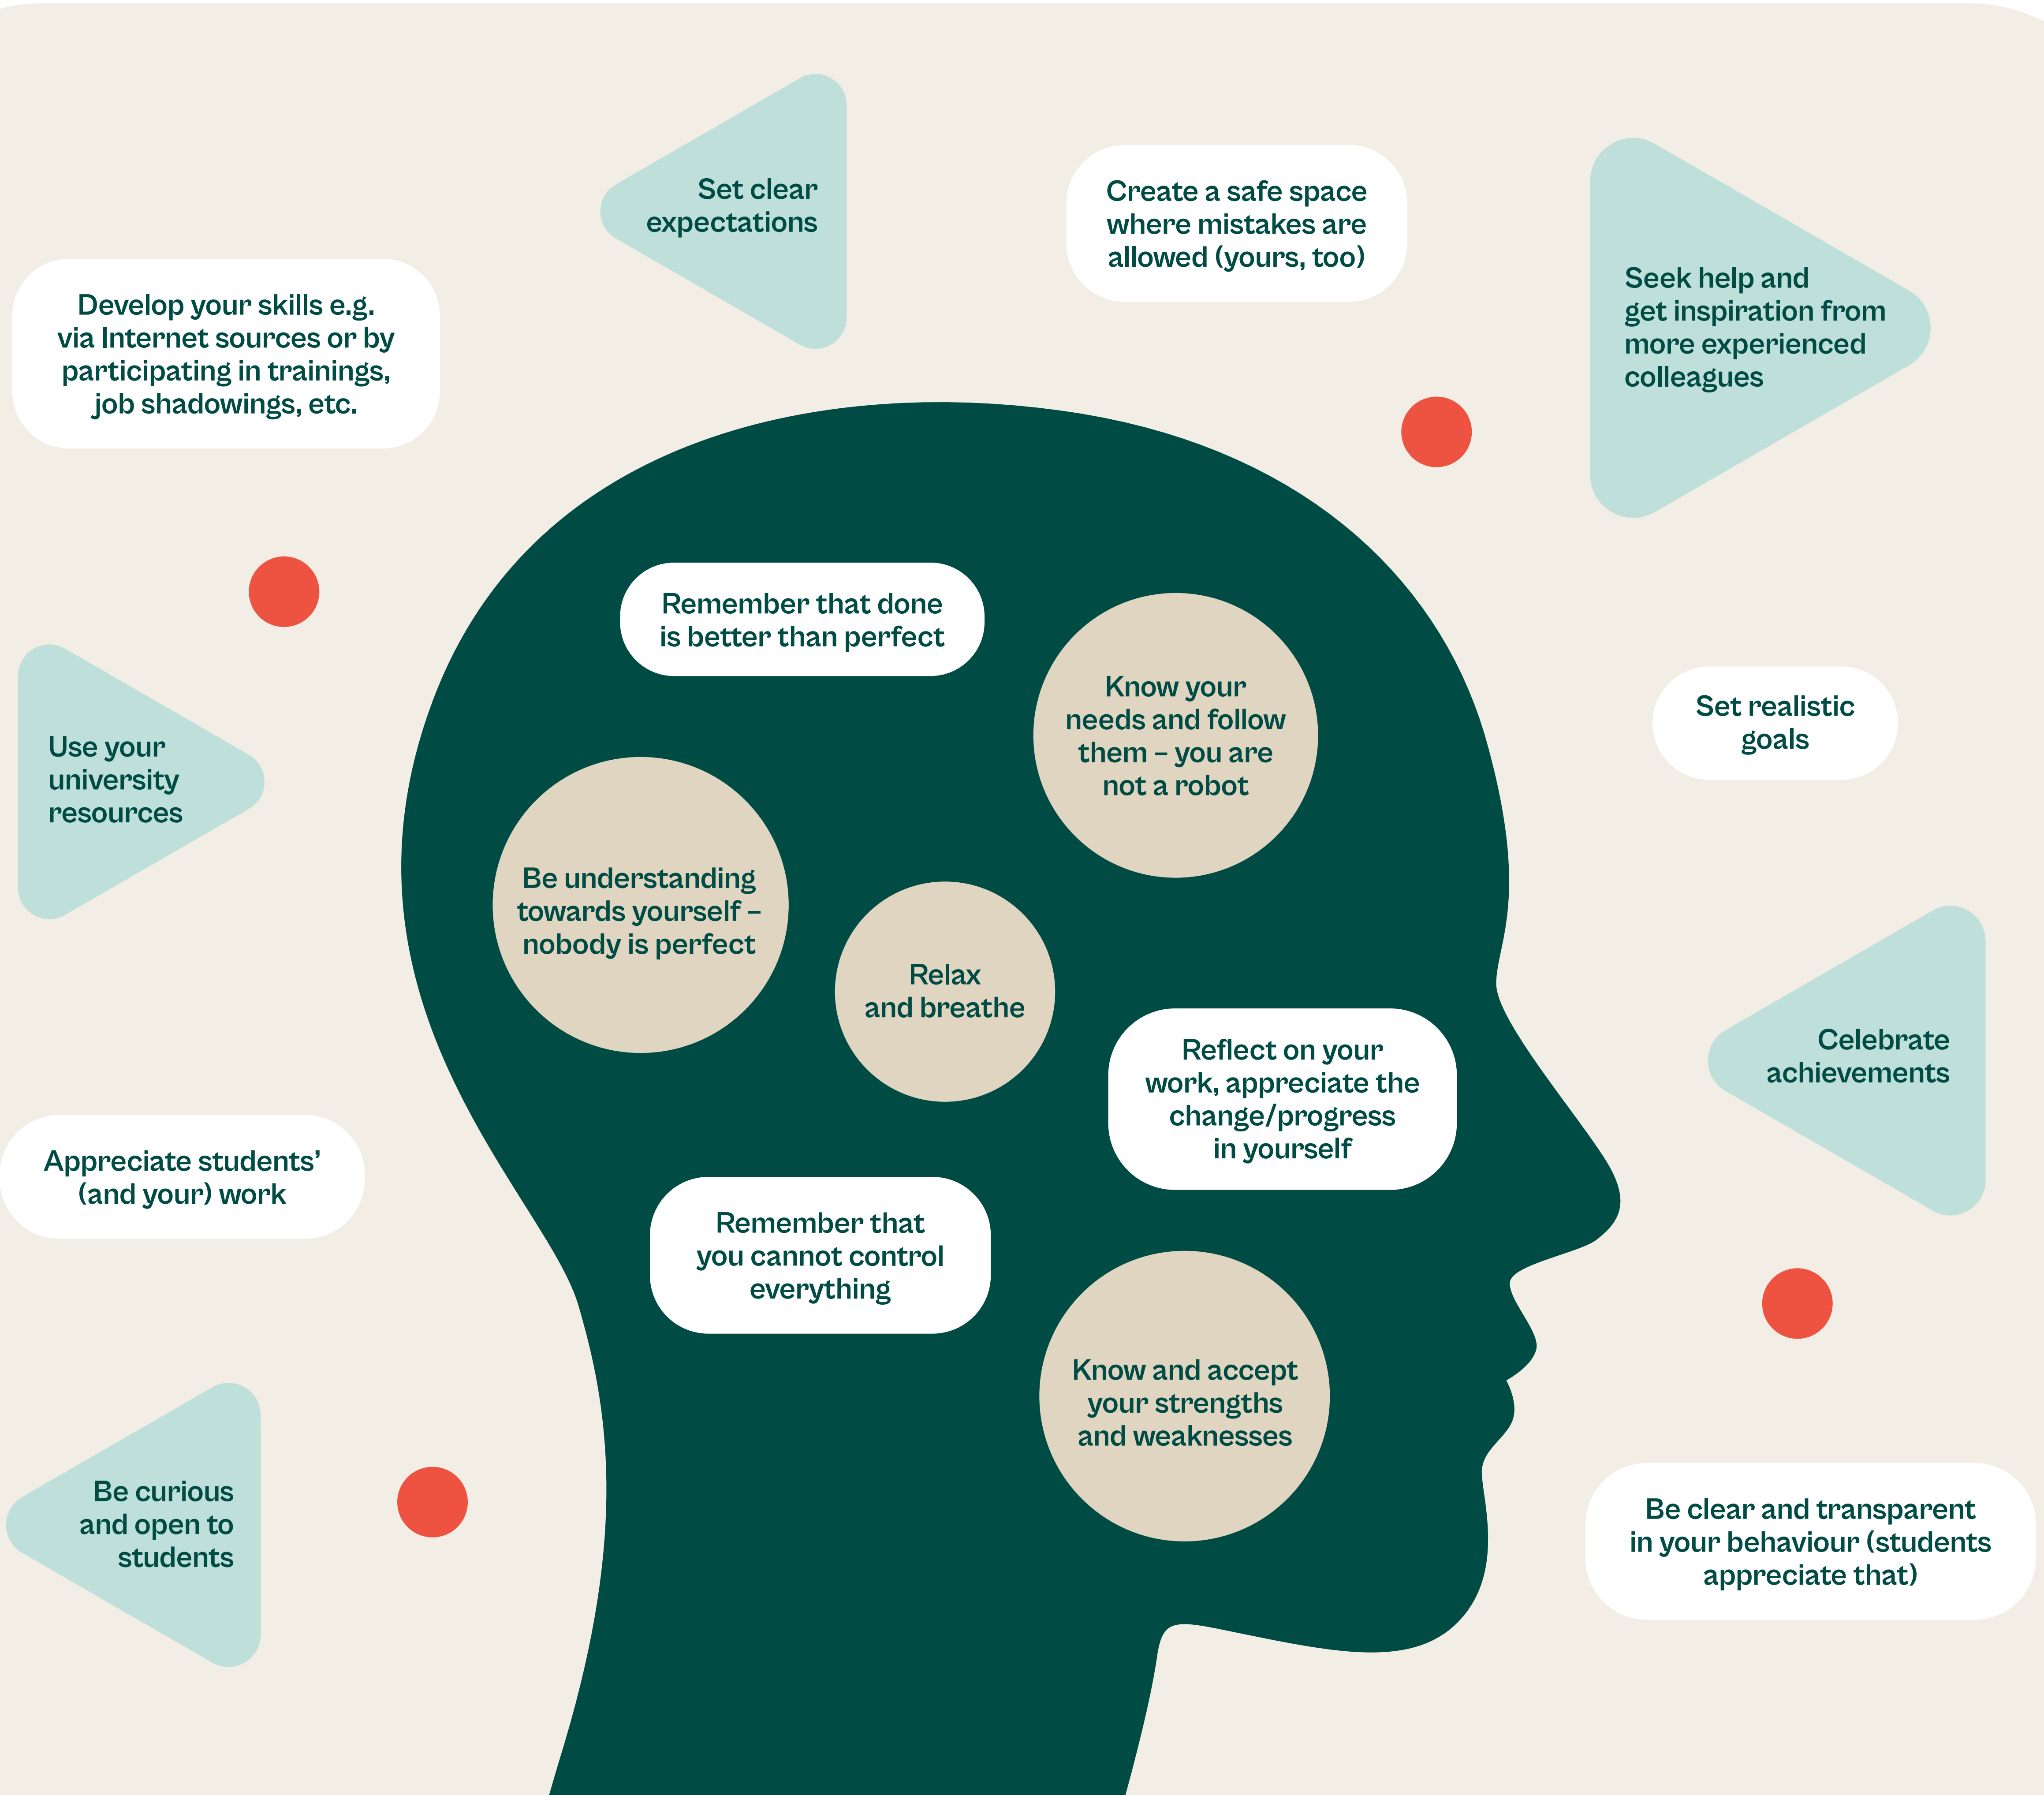 Set clear
expectations
Create a safe space
where mistakes are
allowed (yours, too)
Seek help and
get inspiration from
more experienced
colleagues
Develop your skills e.g.
via Internet sources or by
participating in trainings,
job shadowings, etc.
Remember that done
is better than perfect
Know your
needs and follow
them – you are
not a robot
Set realistic
goals
Use your
university
resources
Be understanding
towards yourself –
nobody is perfect
Relax
and breathe
Reflect on your
work, appreciate the
change/progress
in yourself
Celebrate
achievements
Appreciate students’
(and your) work
Remember that
you cannot control
everything
Know and accept
your strengths
and weaknesses
Be curious
and open to
students
Be clear and transparent
in your behaviour (students
appreciate that)